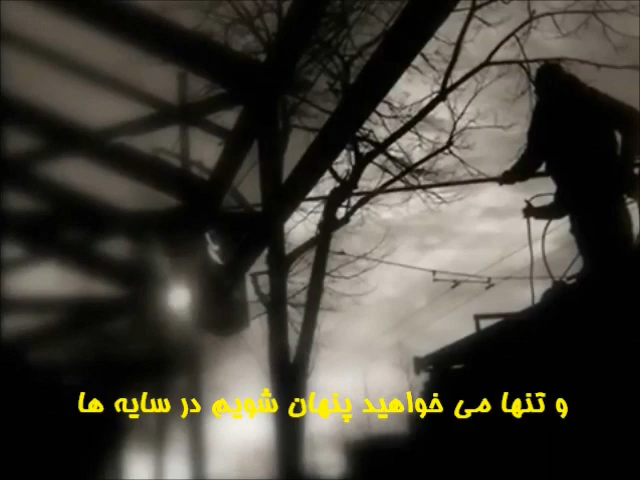 و تنها می خواهید پنهان شویم در سایه ها